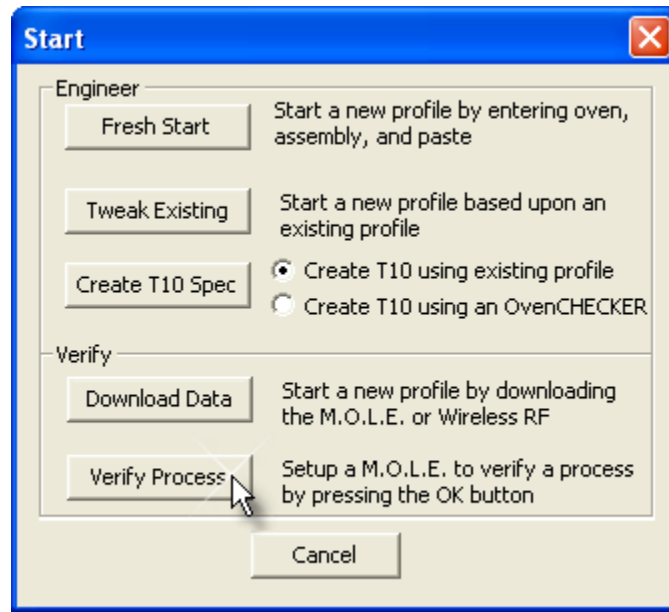 Start
Engineer
Fresh Start
Start a new profile by entering oven,
assembly, and paste
Tweak Existing
Start a new profile based upon an
existing profile
Create T10 Spec
Create T10 using existing profile
Create T10 using an OvenCHECKER
Verify
Download Data
Start a new profile by downloading
the M.O.L.E. or Wireless RF
Verify Process
Setup a M.O.L.E. to verify a process
by pressing the OK button
Cancel